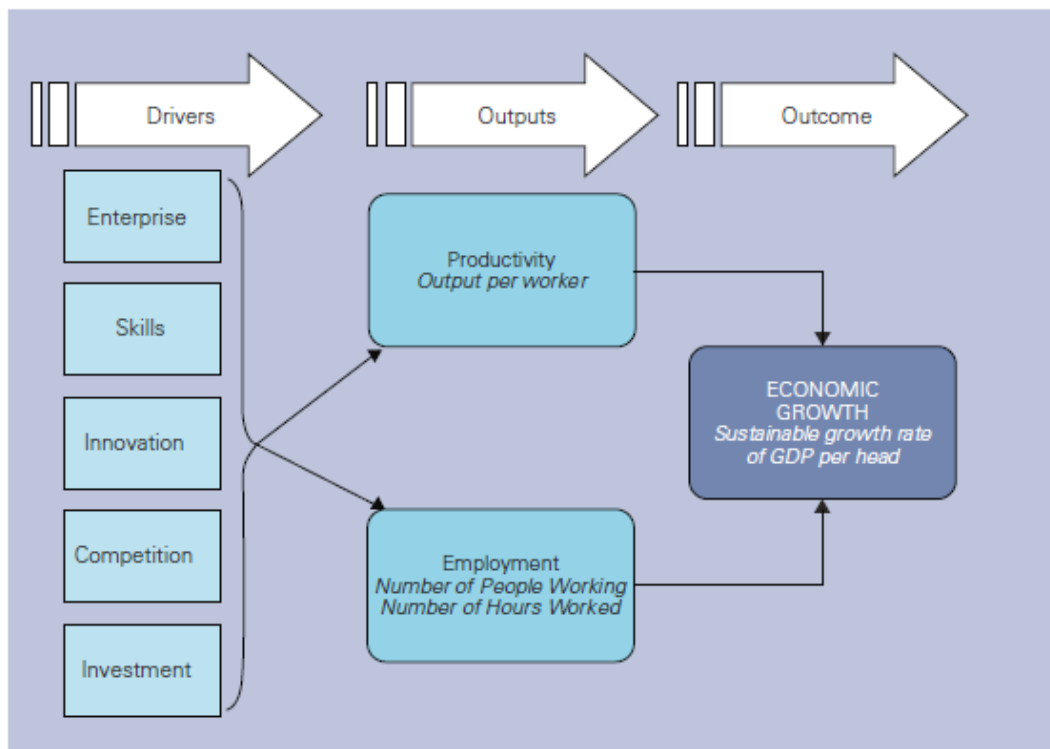 Drivers
Outputs
Outcome
Enterprise
Skills
Innovation
Competition
Investment
Productivity
Output per worker
Employment
Number of People Working
Number of Hours Worked
ECONOMIC
GROWTH
Sustainable growth rate
of GDP per head